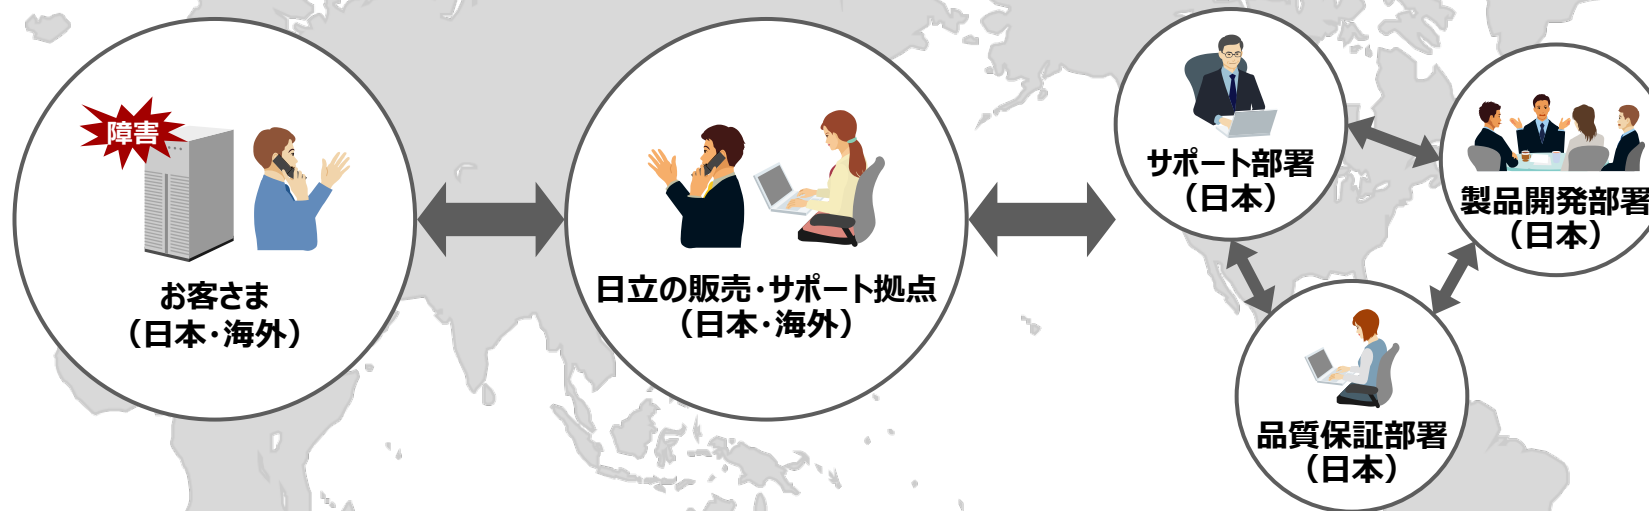 障害
お客さま
（日本・海外）
日立の販売・サポート拠点
（日本・海外）
サポート部署
（日本）
製品開発部署
（日本）
品質保証部署
（日本）